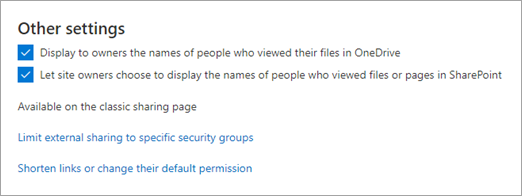 Other settings
Display to owners the names of people who viewed their files in OneDrive
Let site owners choose to display the names of people who viewed files or pages in SharePoint
Available on the classic sharing page
Limit external sharing to specific security groups
Shorten links or change their default permission